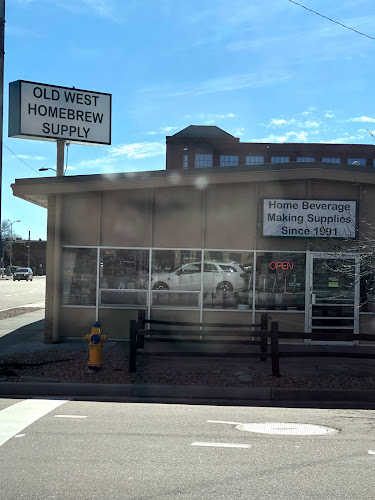 OLD WEST
HOMEBREW
SUPPLY
Home Beverage
Making Supplies
Since 1991
OPEN